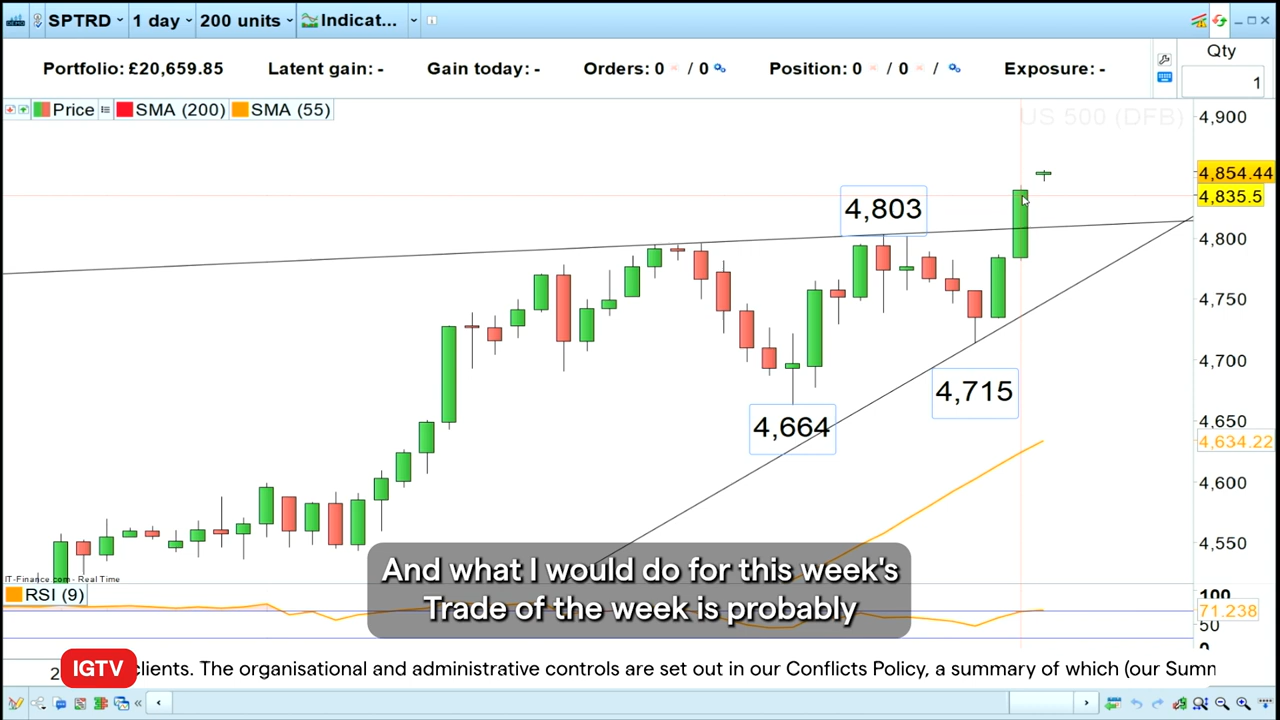 SPTRD 1 day 200 units Indicat...
Portfolio: £20,659.85 Latent gain: - Gain today: - Orders: 0 / 0 Position: 0 / 0 / Exposure: -
Qty
1
Price SMA (200) SMA (55)
US 500 (DFB)
4,900
4,854.44
4,835.5
4,800
4,750
4,700
4,650
4,634.22
4,600
4,550
4,803
4,715
4,664
IT-Finance.com - Real Time
RSI (9)
100
71.238
50
0
And what I would do for this week's
Trade of the week is probably
2
IGTV clients. The organisational and administrative controls are set out in our Conflicts Policy, a summary of which (our Summ